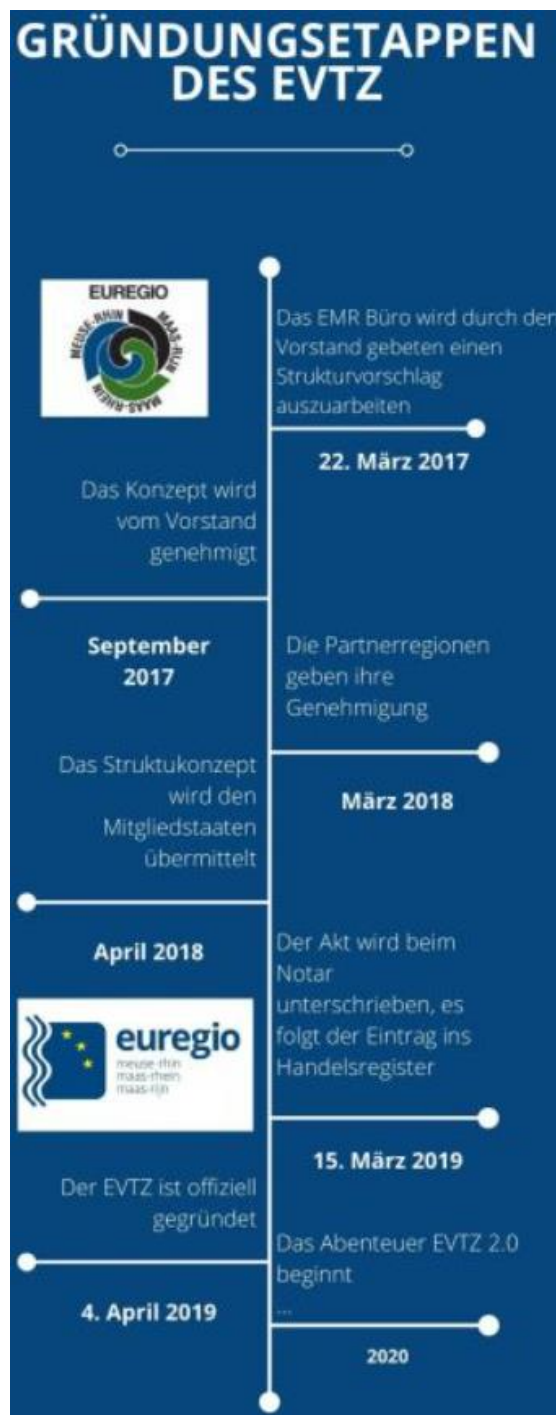 GRÜNDUNGSETAPPEN
DES EVTZ
EUREGIO
MEUSE-RHIN
MAAS-RIJN
MAAS-RHEIN
Das EMR Büro wird durch den
Vorstand gebeten einen
Strukturvorschlag
auszuarbeiten
22. März 2017
Das Konzept wird
vom Vorstand
genehmigt
September
2017
Die Partnerregionen
geben ihre
Genehmigung
März 2018
Das Struktukonzept
wird den
Mitgliedstaaten
übermittelt
April 2018
Der Akt wird beim
Notar
unterschrieben, es
folgt der Eintrag ins
Handelsregister
15. März 2019
euregio
meuse-rhin
maas-rhein
maas-rijn
Der EVTZ ist offiziell
gegründet
4. April 2019
Das Abenteuer EVTZ 2.0
beginnt
...
2020